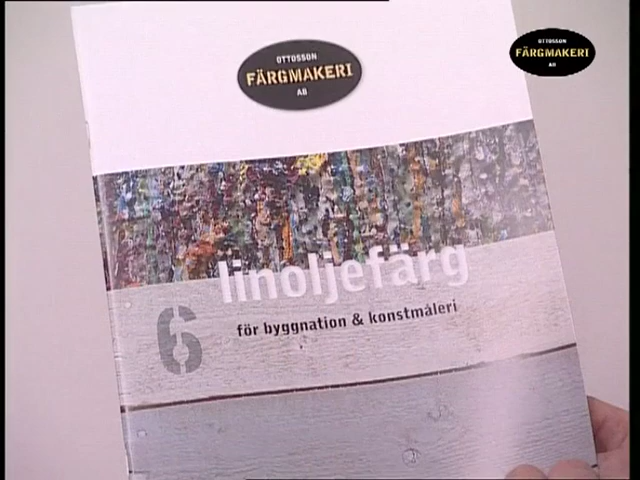 OTTOSSON
FÄRGMAKERI
AB
OTTOSSON
FÄRGMAKERI
AB
linoljefärg
6
för byggnation & konstmåleri